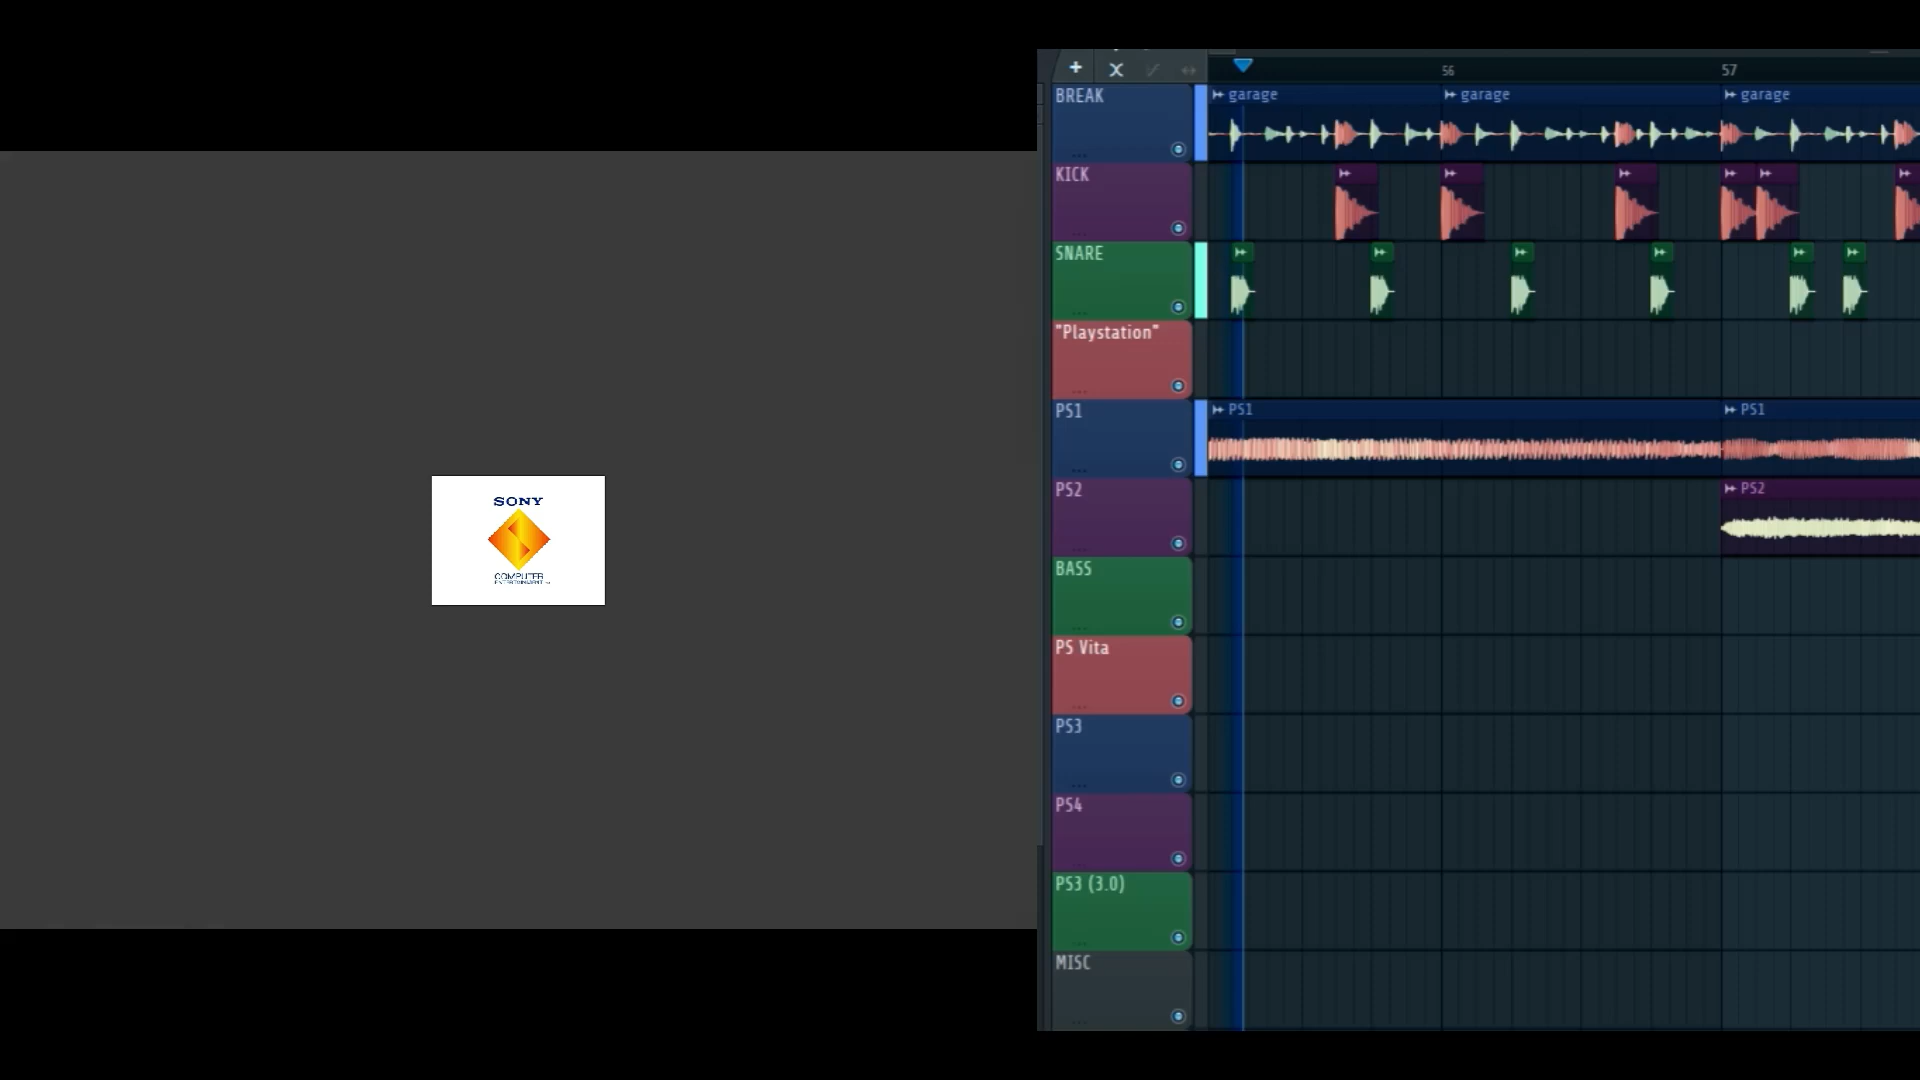 SONY
COMPUTER
ENTERTAINMENT
56
57
BREAK
garage
garage
garage
KICK
SNARE
"Playstation"
PS1
PS1
PS1
PS2
PS2
BASS
PS Vita
PS3
PS4
PS3 (3.0)
MISC